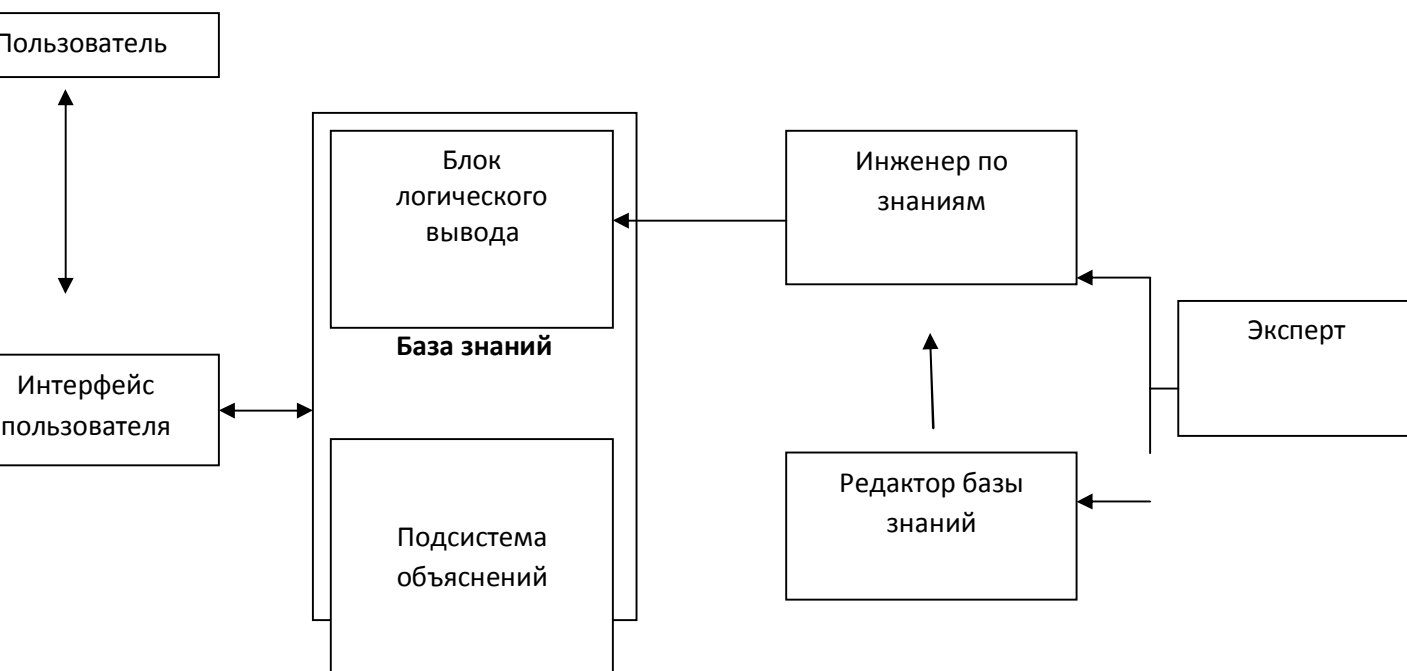 Пользователь
Блок
логического
вывода
База знаний
Подсистема
объяснений
Интерфейс
пользователя
Инженер по
знаниям
Редактор базы
знаний
Эксперт